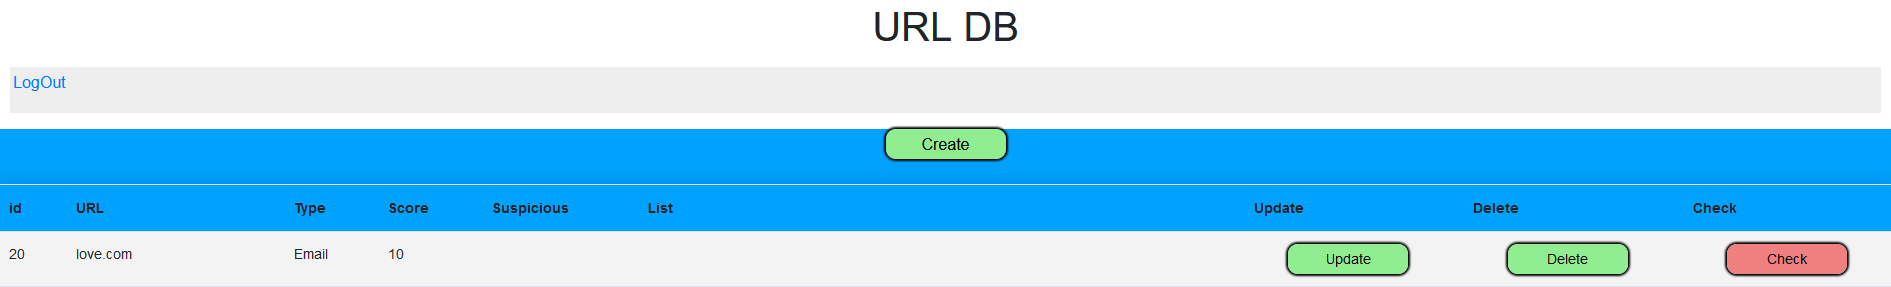 URL DB
LogOut
Create
id URL Type Score Suspicious List Update Delete Check
20 love.com Email 10 Update Delete Check